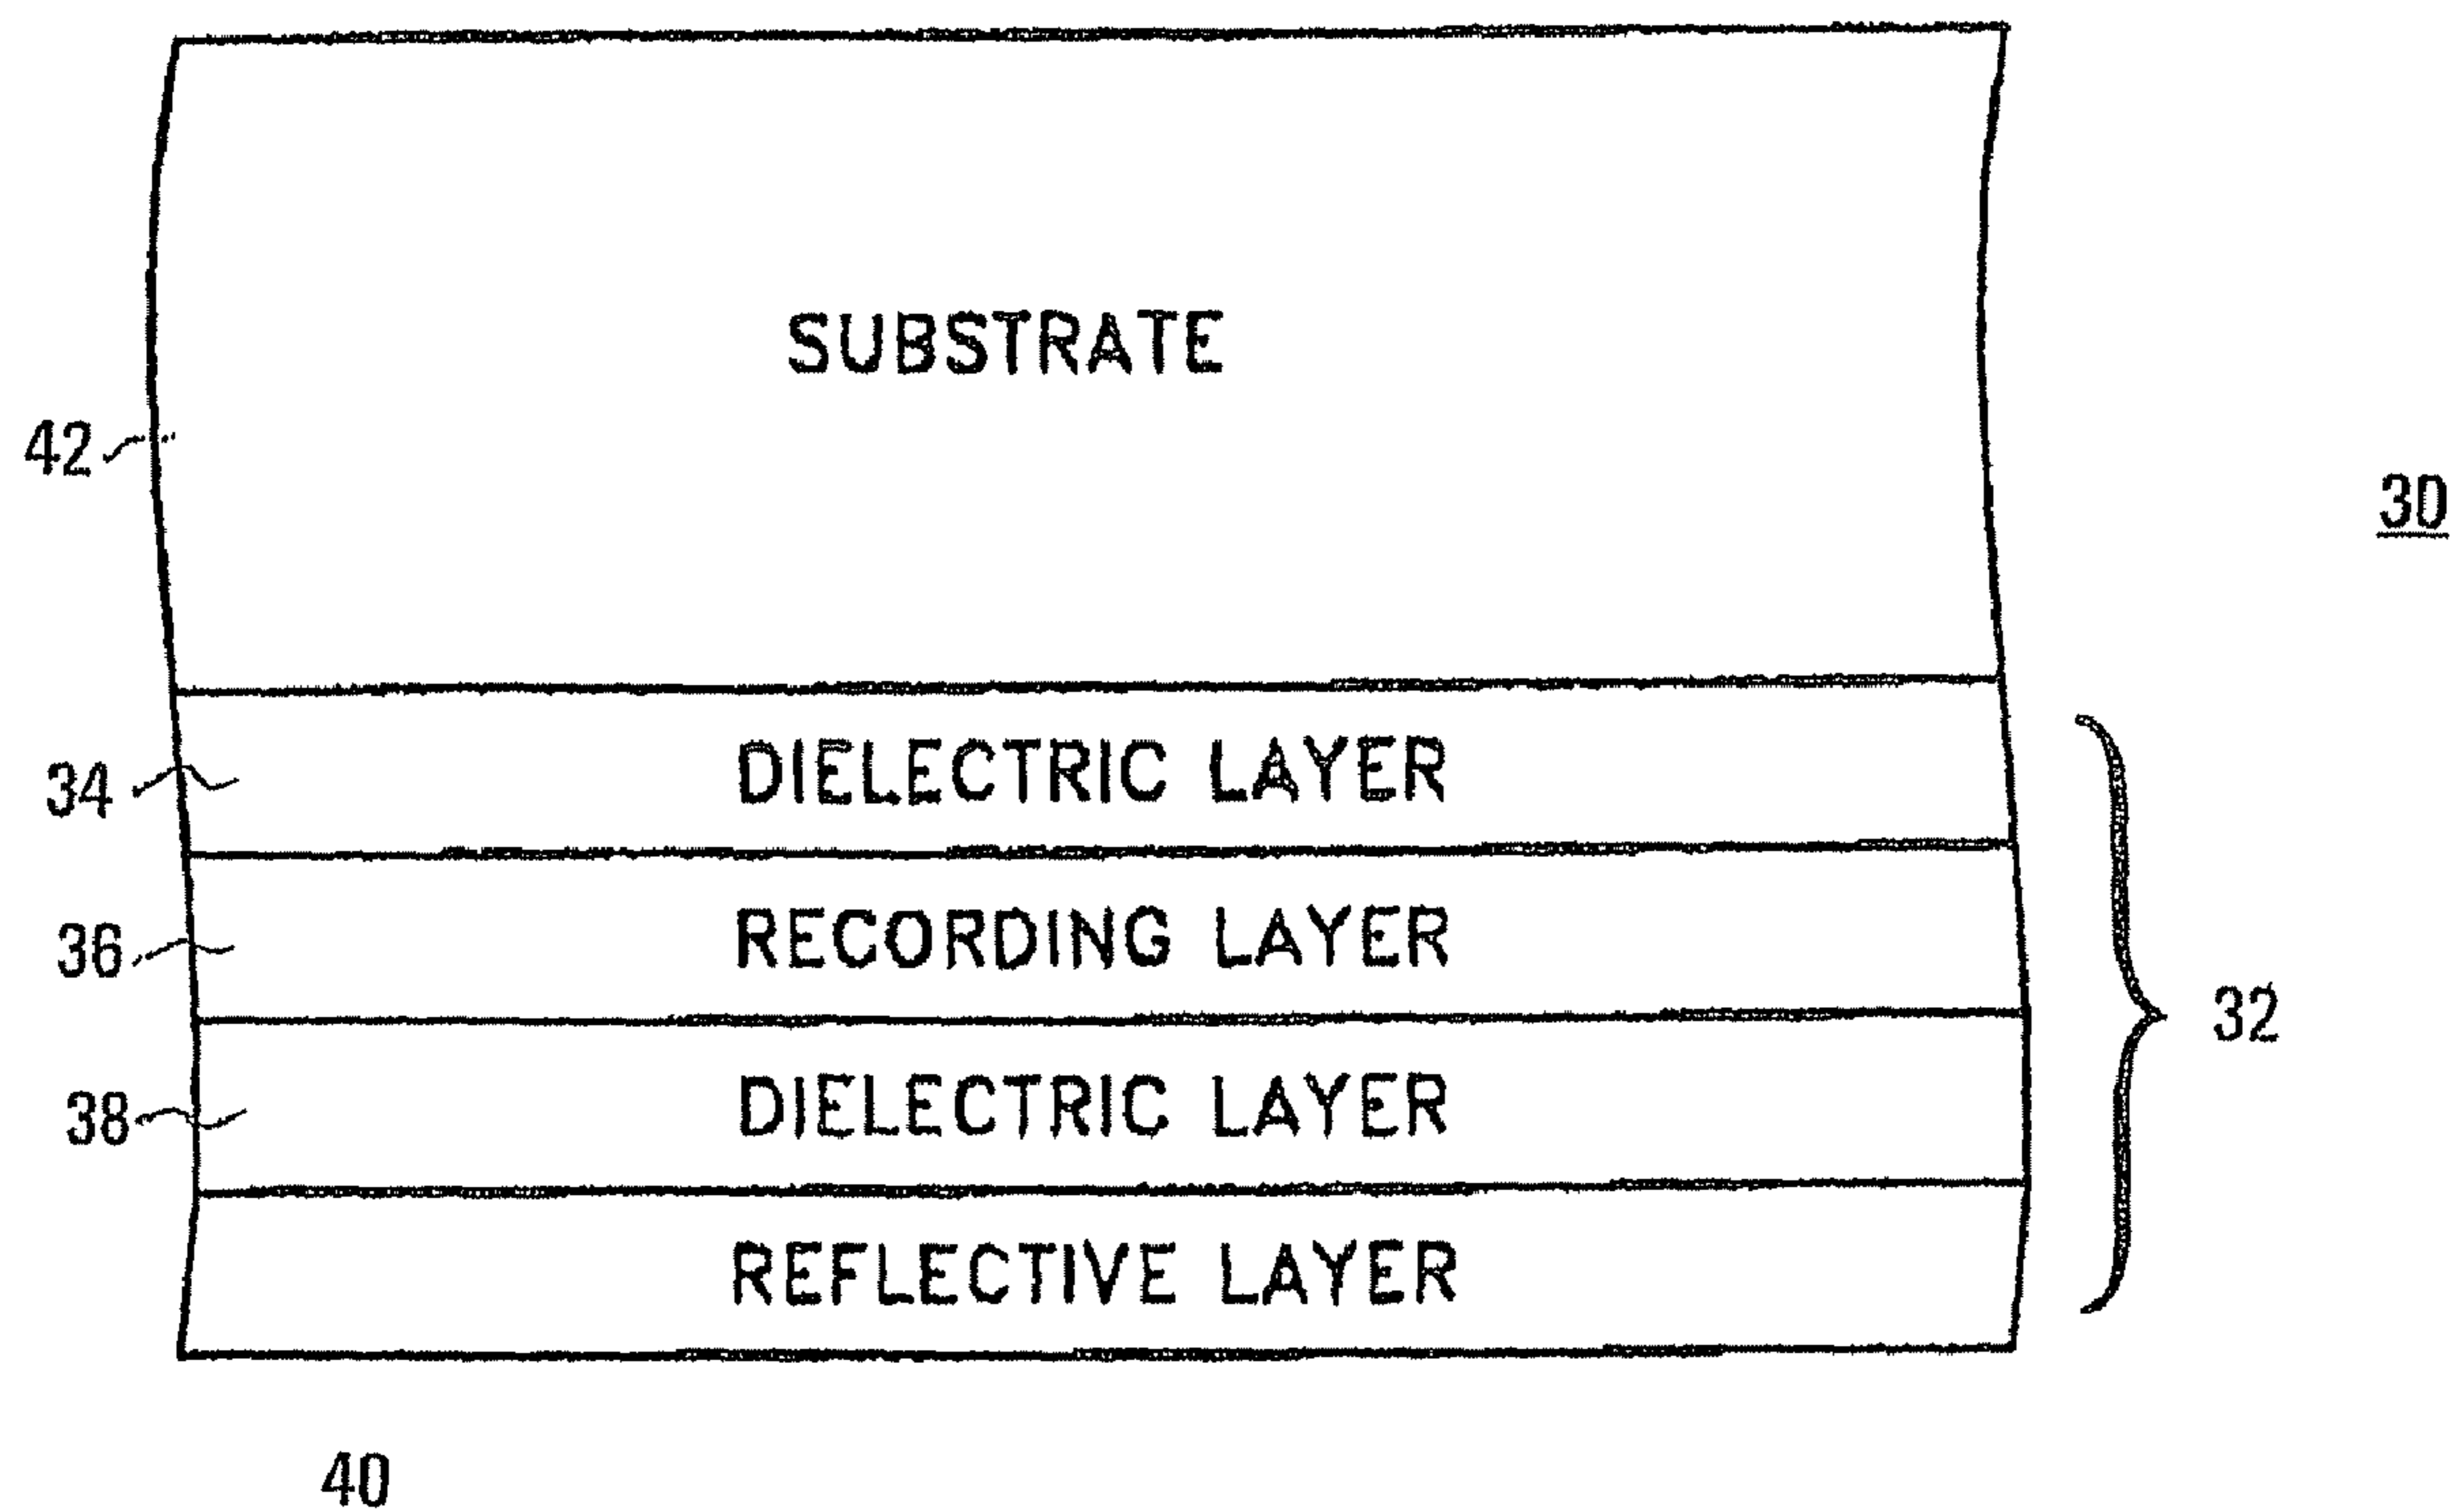 SUBSTRATE
42
30
34
DIELECTRIC LAYER
36
RECORDING LAYER
32
38
DIELECTRIC LAYER
REFLECTIVE LAYER
40